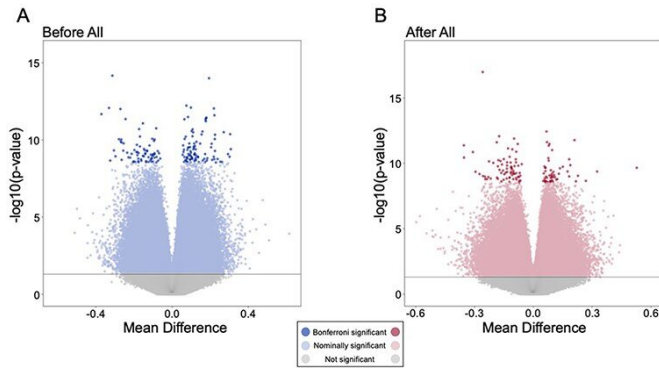 A
Before All
15
10
5
0
-log10(p-value)
-0.4
0.0
0.4
Mean Difference
B
After All
15
10
5
0
-log10(p-value)
-0.6
-0.3
0.0
0.3
0.6
Mean Difference
Bonferroni significant
Nominally significant
Not significant